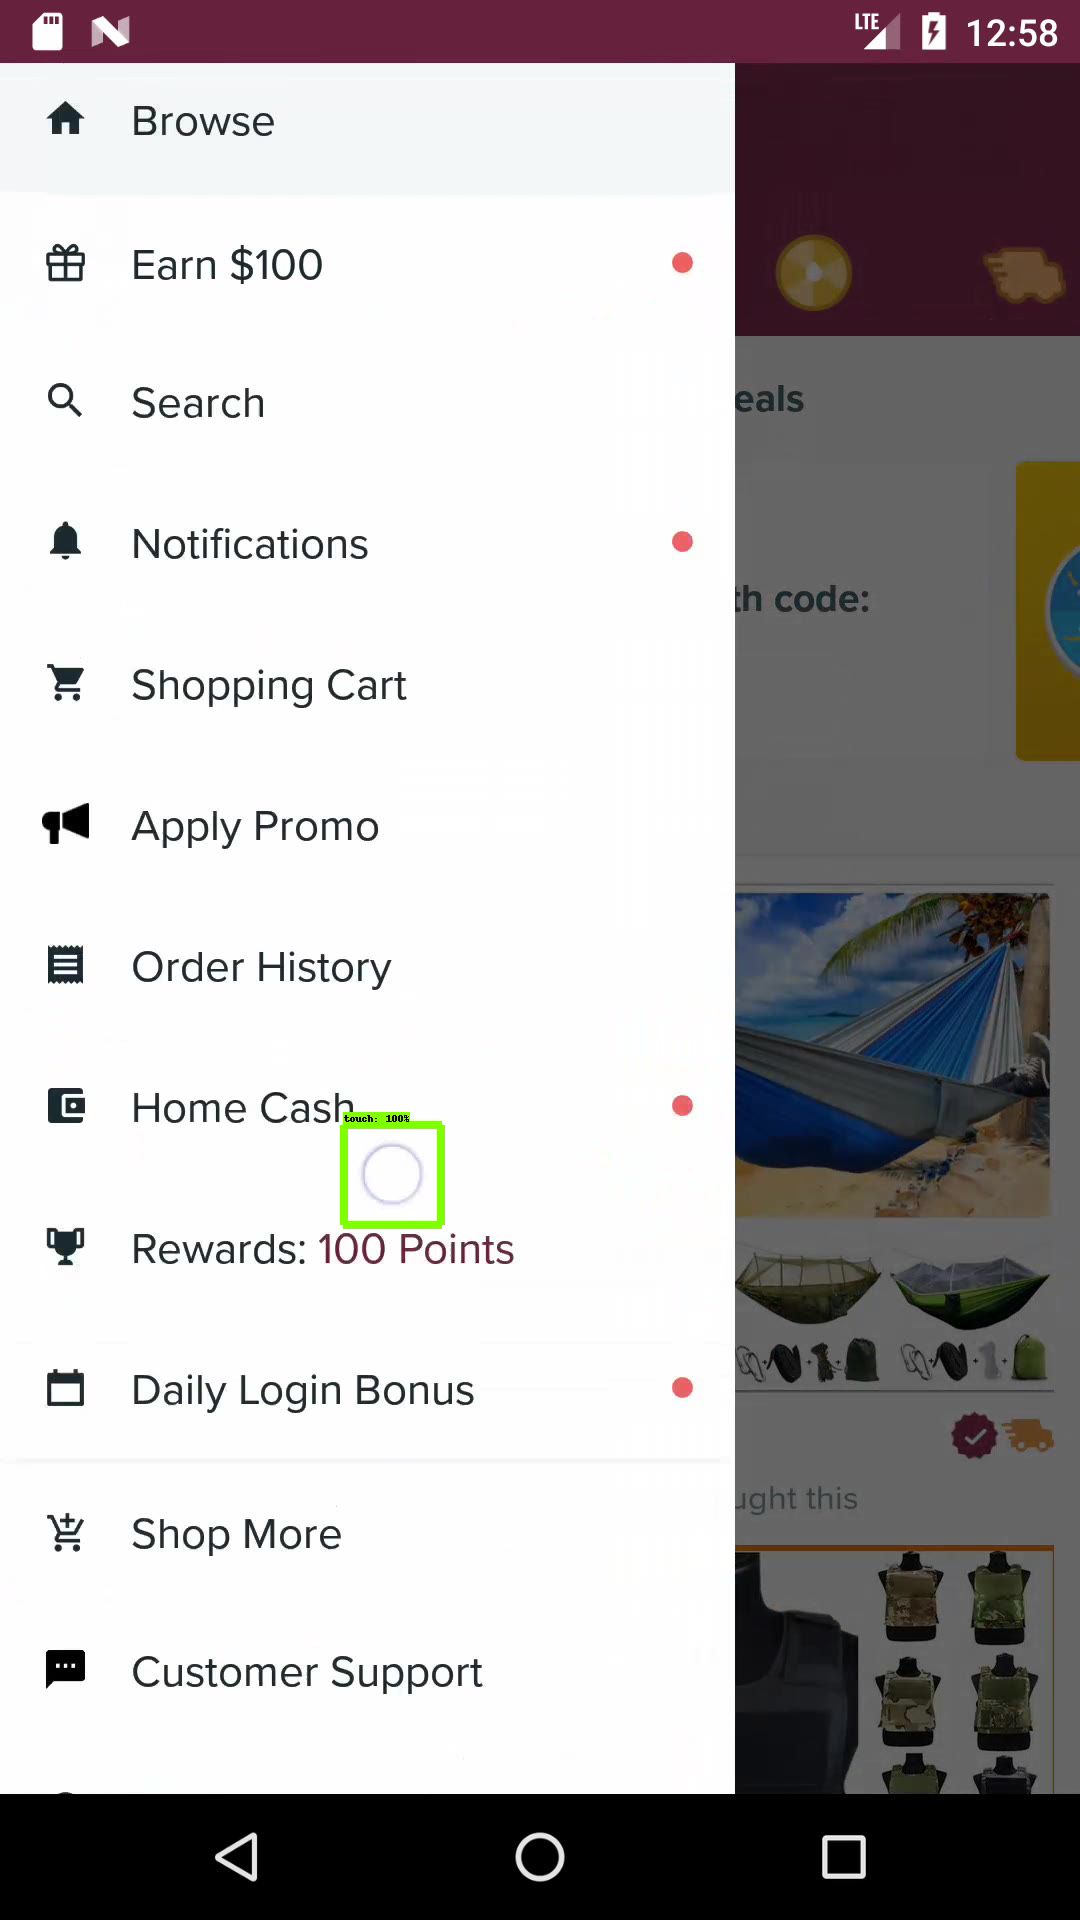 LTE 12:58
Browse
Earn $100
Search
Notifications
Shopping Cart
Apply Promo
Order History
Home Cash
touch: 100%
Rewards: 100 Points
Daily Login Bonus
Shop More
Customer Support
eals
th code:
ught this